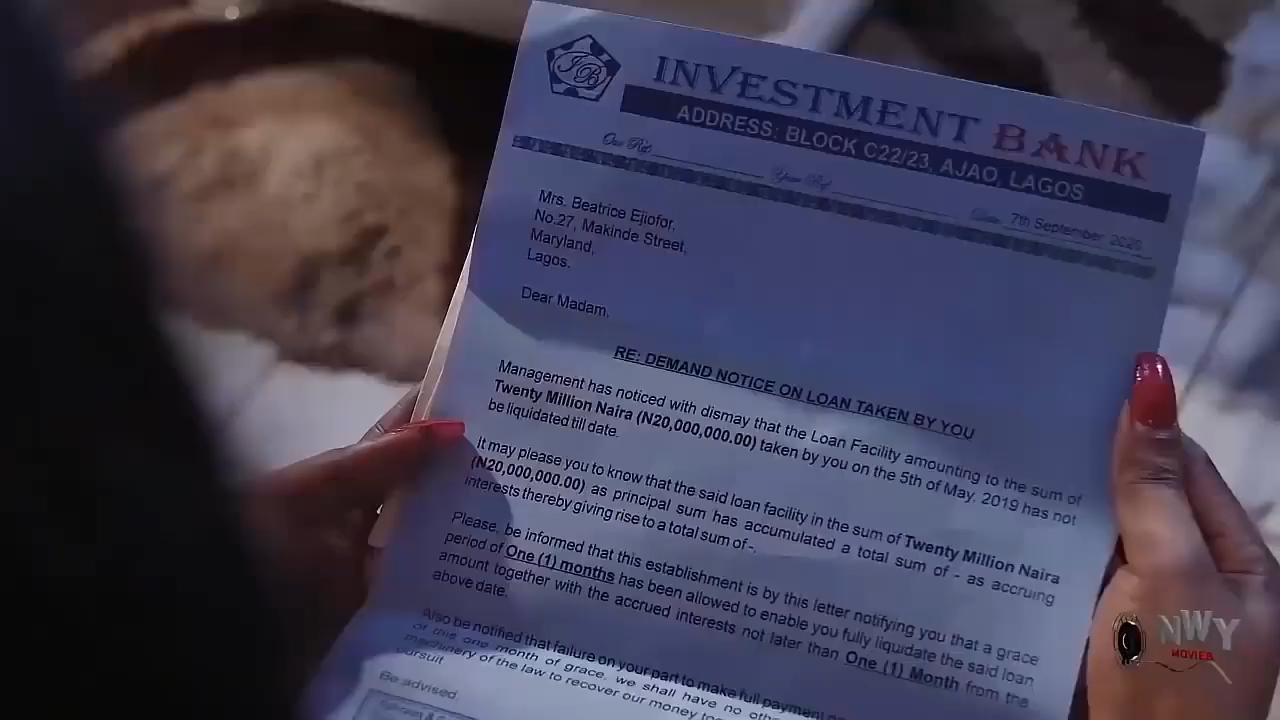 IB
INVESTMENT BANK
ADDRESS: BLOCK C22/23, AJAO, LAGOS
Our Ref: Your Ref: Date: 7th September, 2020
Mrs. Beatrice Ejiofor,
No.27, Makinde Street,
Maryland,
Lagos.
Dear Madam,
RE: DEMAND NOTICE ON LOAN TAKEN BY YOU
Management has noticed with dismay that the Loan Facility amounting to the sum of
Twenty Million Naira (N20,000,000.00) taken by you on the 5th of May, 2019 has not
be liquidated till date.
It may please you to know that the said loan facility in the sum of Twenty Million Naira
(N20,000,000.00) as principal sum has accumulated a total sum of - as accruing
interests thereby giving rise to a total sum of -.
Please, be informed that this establishment is by this letter notifying you that a grace
period of One (1) months has been allowed to enable you fully liquidate the said loan
amount together with the accrued interests not later than One (1) Month from the
above date.
Also be notified that failure on your part to make full payment
of this one month of grace, we shall have no
machinery of the law to recover our money
pursuit.
Be advised
NWY
MOVIES